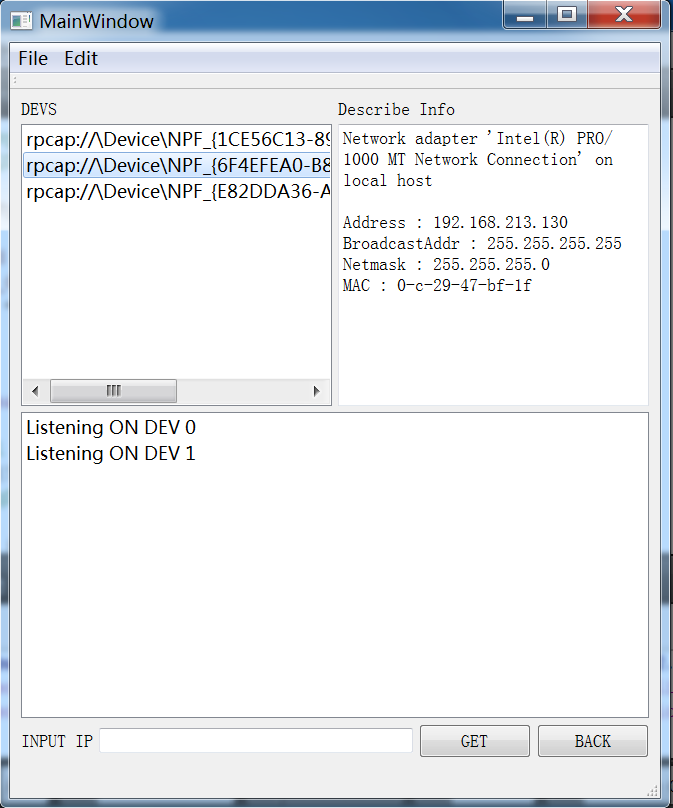 MainWindow
File Edit
DEVS
rpcap://\Device\NPF_{1CE56C13-89
rpcap://\Device\NPF_{6F4EFEA0-B8
rpcap://\Device\NPF_{E82DDA36-A
Describe Info
Network adapter 'Intel(R) PRO/
1000 MT Network Connection' on
local host
Address : 192.168.213.130
BroadcastAddr : 255.255.255.255
Netmask : 255.255.255.0
MAC : 0-c-29-47-bf-1f
Listening ON DEV 0
Listening ON DEV 1
INPUT IP GET BACK